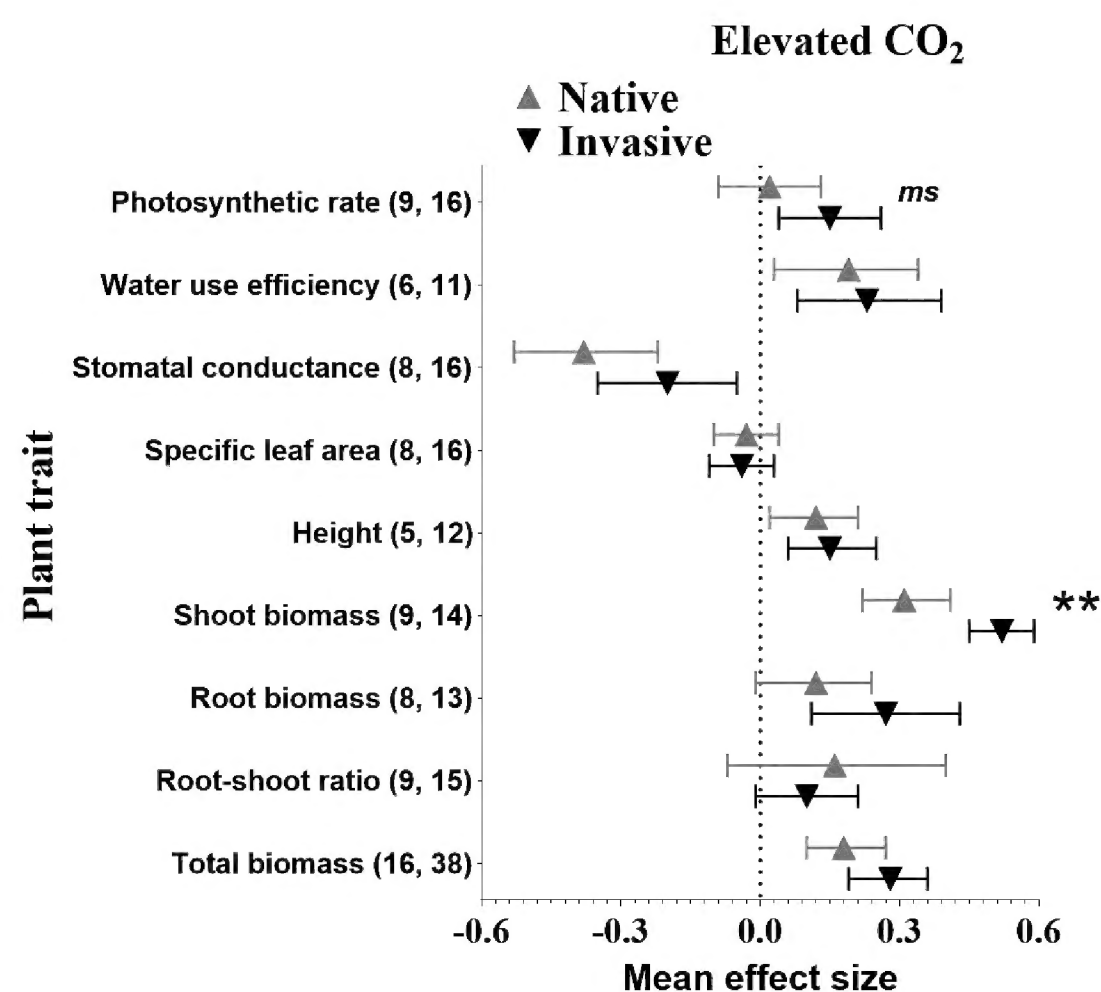 Elevated CO₂
Native
Invasive
Photosynthetic rate (9, 16)
ms
Water use efficiency (6, 11)
Stomatal conductance (8, 16)
Specific leaf area (8, 16)
Height (5, 12)
Shoot biomass (9, 14)
**
Root biomass (8, 13)
Root-shoot ratio (9, 15)
Total biomass (16, 38)
Plant trait
-0.6 -0.3 0.0 0.3 0.6
Mean effect size